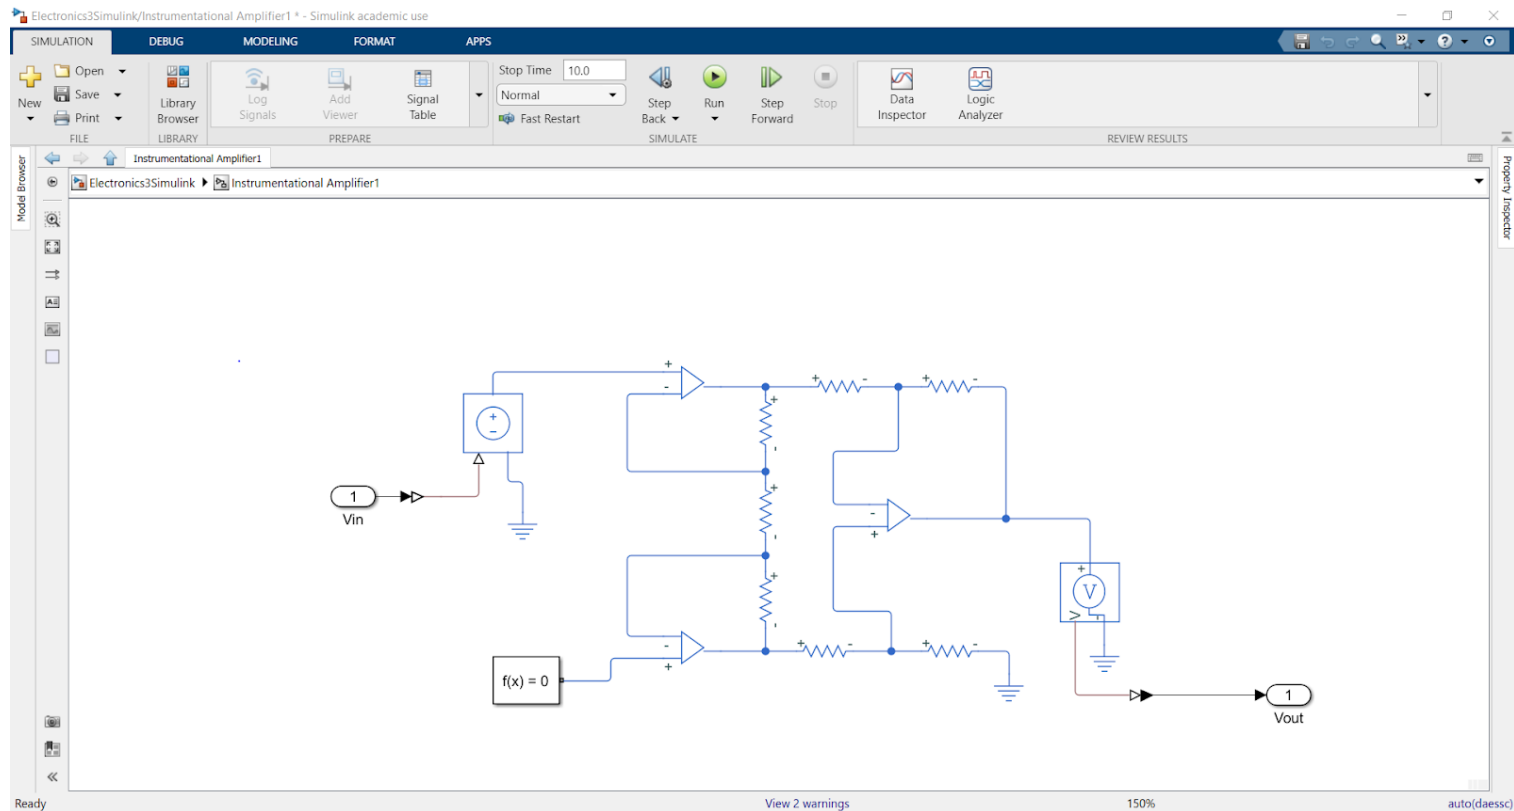 Electronics3Simulink/Instrumentational Amplifier1 * - Simulink academic use
SIMULATION DEBUG MODELING FORMAT APPS
New
Open
Save
Print
FILE
Library Browser
LIBRARY
Log Signals
Add Viewer
Signal Table
PREPARE
Stop Time 10.0
Normal
Fast Restart
Step Back
Run
Step Forward
Stop
SIMULATE
Data Inspector
Logic Analyzer
REVIEW RESULTS
Model Browser
Instrumentational Amplifier1
Electronics3Simulink Instrumentational Amplifier1
Property Inspector
1
Vin
f(x) = 0
V
V
1
Vout
Ready
View 2 warnings
150%
auto(daessc)